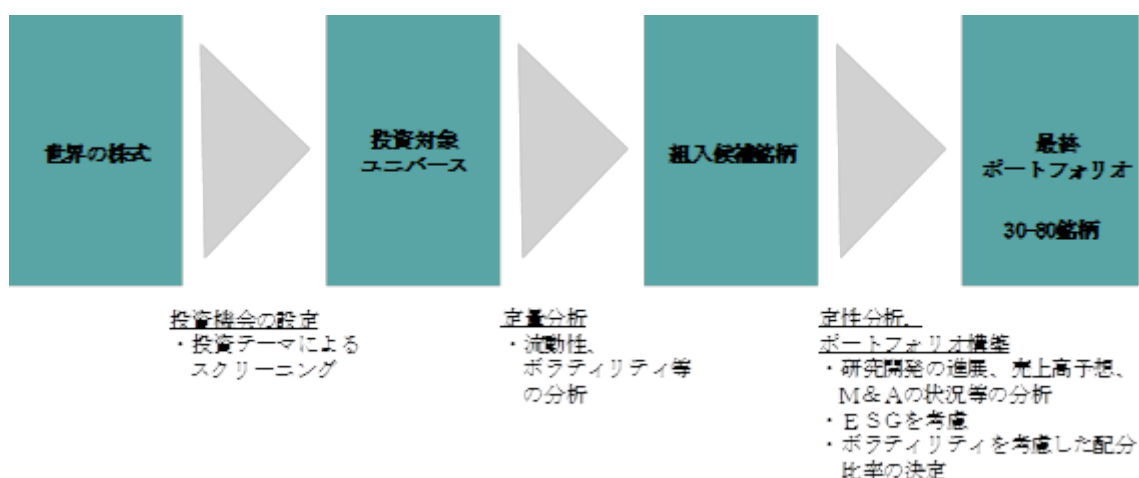 世界の株式
投資対象
ユニバース
組入候補銘柄
最終
ポートフォリオ
30-80銘柄
投資機会の設定
・投資テーマによる
スクリーニング
定量分析
・流動性、
ボラティリティ等
の分析
定性分析、
ポートフォリオ構築
・研究開発の進展、売上高予想、
M&Aの状況等の分析
・ESGを考慮
・ボラティリティを考慮した配分
比率の決定